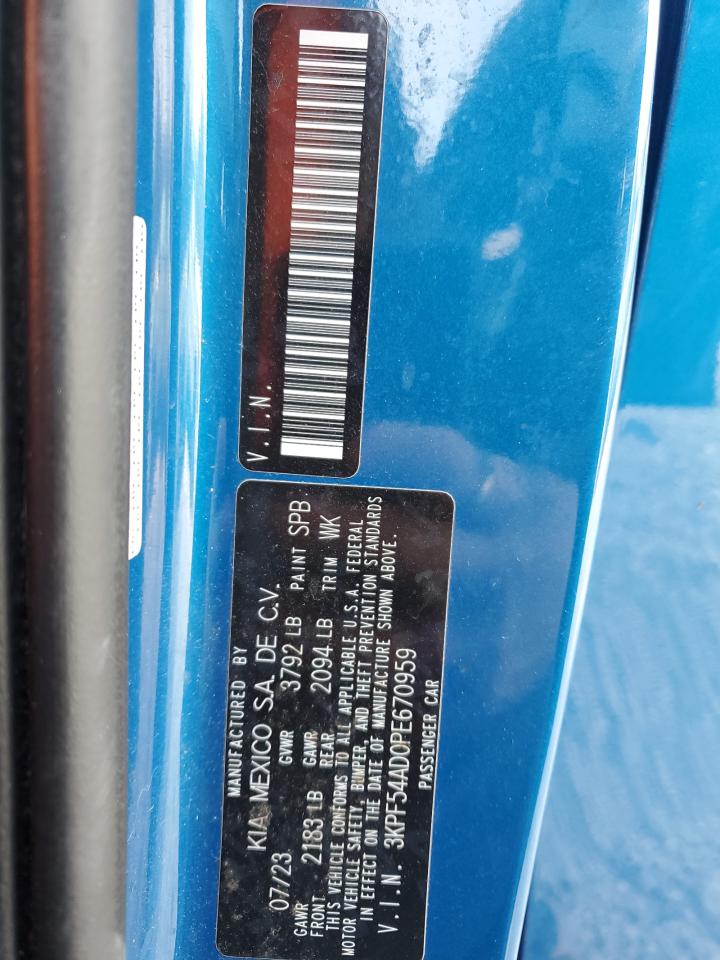 MANUFACTURED BY
KIA MEXICO S.A. DE C.V.
07/23 GVWR 3792 LB PAINT SPB
GAWR FRONT 2183 LB GAWR REAR 2094 LB TRIM WK
THIS VEHICLE CONFORMS TO ALL APPLICABLE U.S.A. FEDERAL
MOTOR VEHICLE SAFETY, BUMPER, AND THEFT PREVENTION STANDARDS
IN EFFECT ON THE DATE OF MANUFACTURE SHOWN ABOVE.
V.I.N. 3KPF54AD0PE670959
PASSENGER CAR
V.I.N.